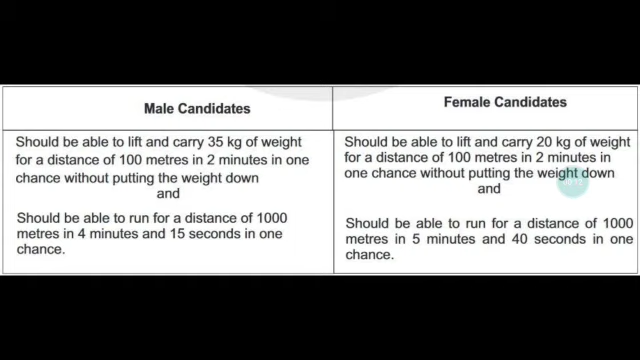 Male Candidates
Should be able to lift and carry 35 kg of weight
for a distance of 100 metres in 2 minutes in one
chance without putting the weight down
and
Should be able to run for a distance of 1000
metres in 4 minutes and 15 seconds in one
chance.
Female Candidates
Should be able to lift and carry 20 kg of weight
for a distance of 100 metres in 2 minutes in
one chance without putting the weight down
and
Should be able to run for a distance of 1000
metres in 5 minutes and 40 seconds in one
chance.